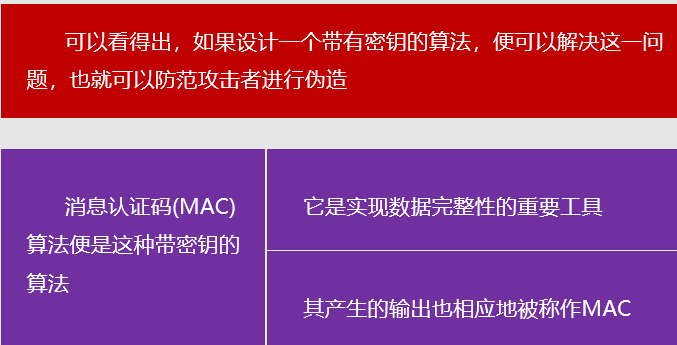 可以看得出，如果设计一个带有密钥的算法，便可以解决这一问
题，也就可以防范攻击者进行伪造
消息认证码(MAC)
算法便是这种带密钥的
算法
它是实现数据完整性的重要工具
其产生的输出也相应地被称作MAC